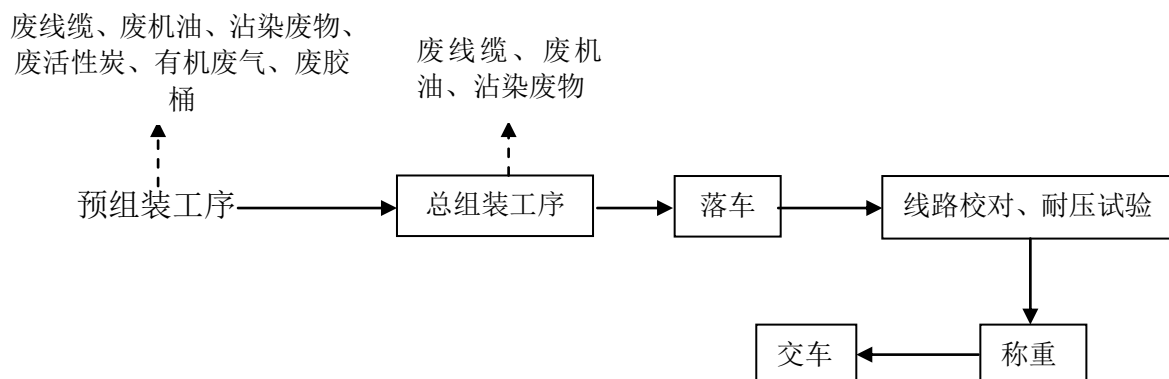 废线缆、废机油、沾染废物、
废活性炭、有机废气、废胶
桶
废线缆、废机
油、沾染废物
预组装工序
总组装工序
落车
线路校对、耐压试验
称重
交车